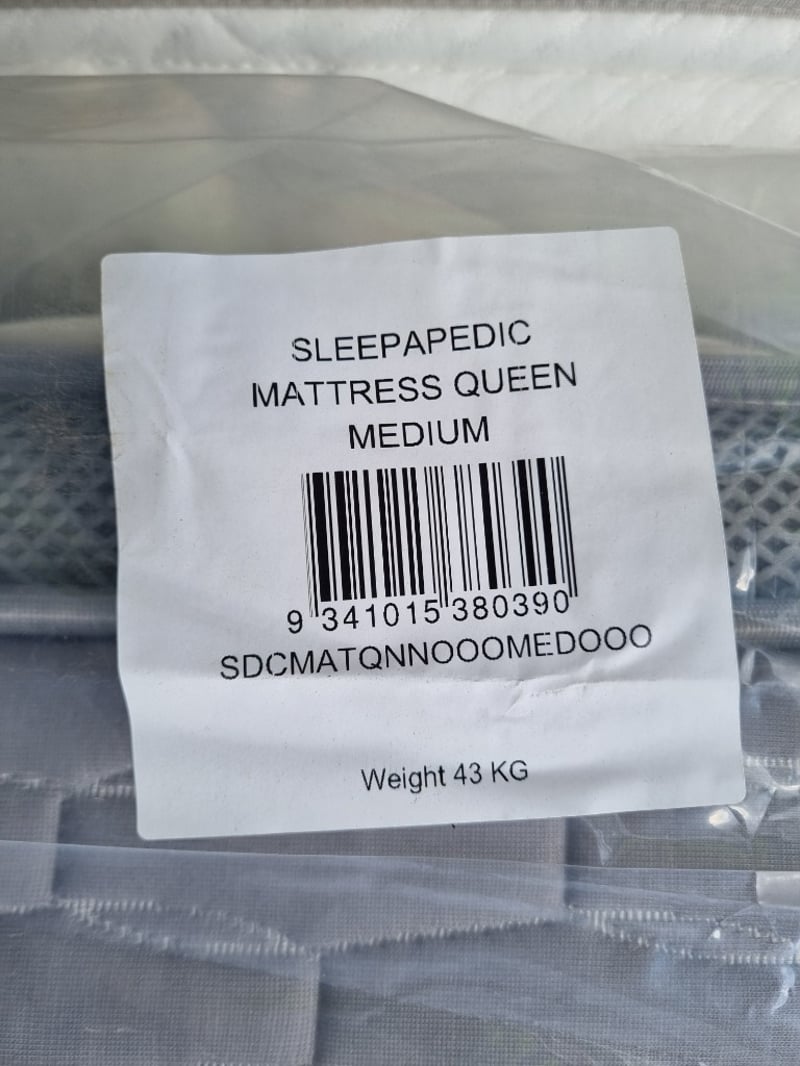 SLEEPAPEDIC
MATTRESS QUEEN
MEDIUM
9 341015 380390
SDCMATQNNOOOMEDOOO
Weight 43 KG